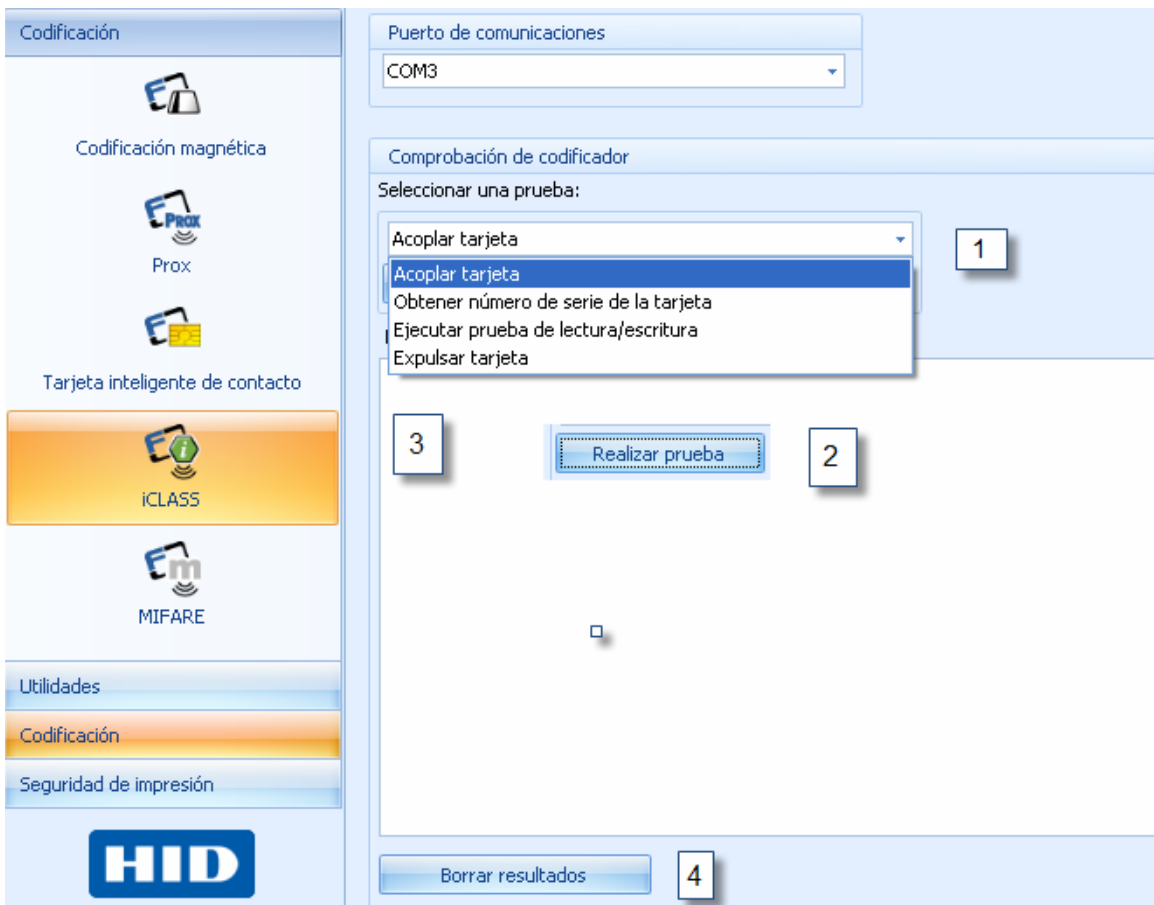 Codificación
Codificación magnética
PROX
Prox
Tarjeta inteligente de contacto
i
iCLASS
m
MIFARE
Utilidades
Codificación
Seguridad de impresión
HID
Puerto de comunicaciones
COM3
Comprobación de codificador
Seleccionar una prueba:
Acoplar tarjeta
1
Acoplar tarjeta
Obtener número de serie de la tarjeta
Ejecutar prueba de lectura/escritura
Expulsar tarjeta
3
Realizar prueba
2
Borrar resultados
4